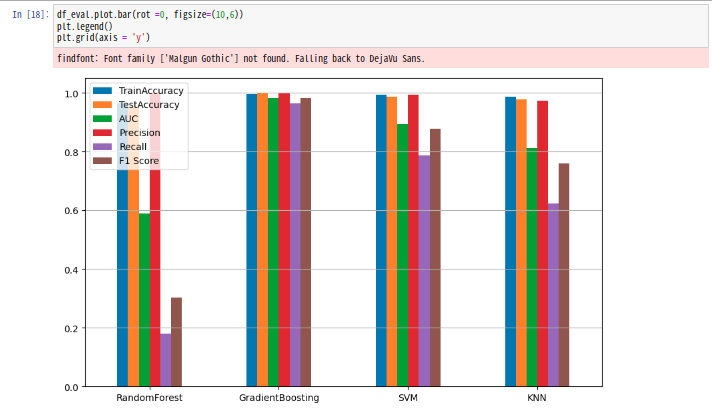 In [18]: df_eval.plot.bar(rot =0, figsize=(10,6))
plt.legend()
plt.grid(axis = 'y')
findfont: Font family ['Malgun Gothic'] not found. Falling back to DejaVu Sans.
1.0
0.8
0.6
0.4
0.2
0.0
TrainAccuracy
TestAccuracy
AUC
Precision
Recall
F1 Score
RandomForest GradientBoosting SVM KNN